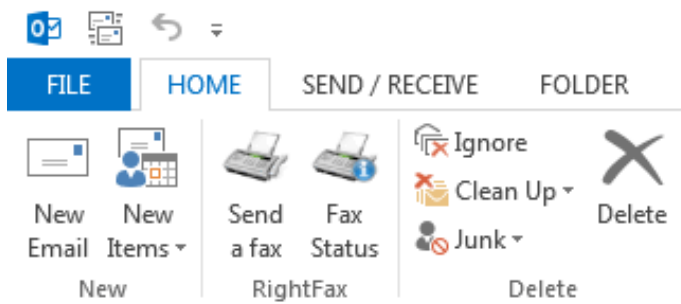 FILE HOME SEND / RECEIVE FOLDER
Ignore
Clean Up
Junk
New Email
New Items
Send a fax
Fax Status
Delete
New RightFax Delete